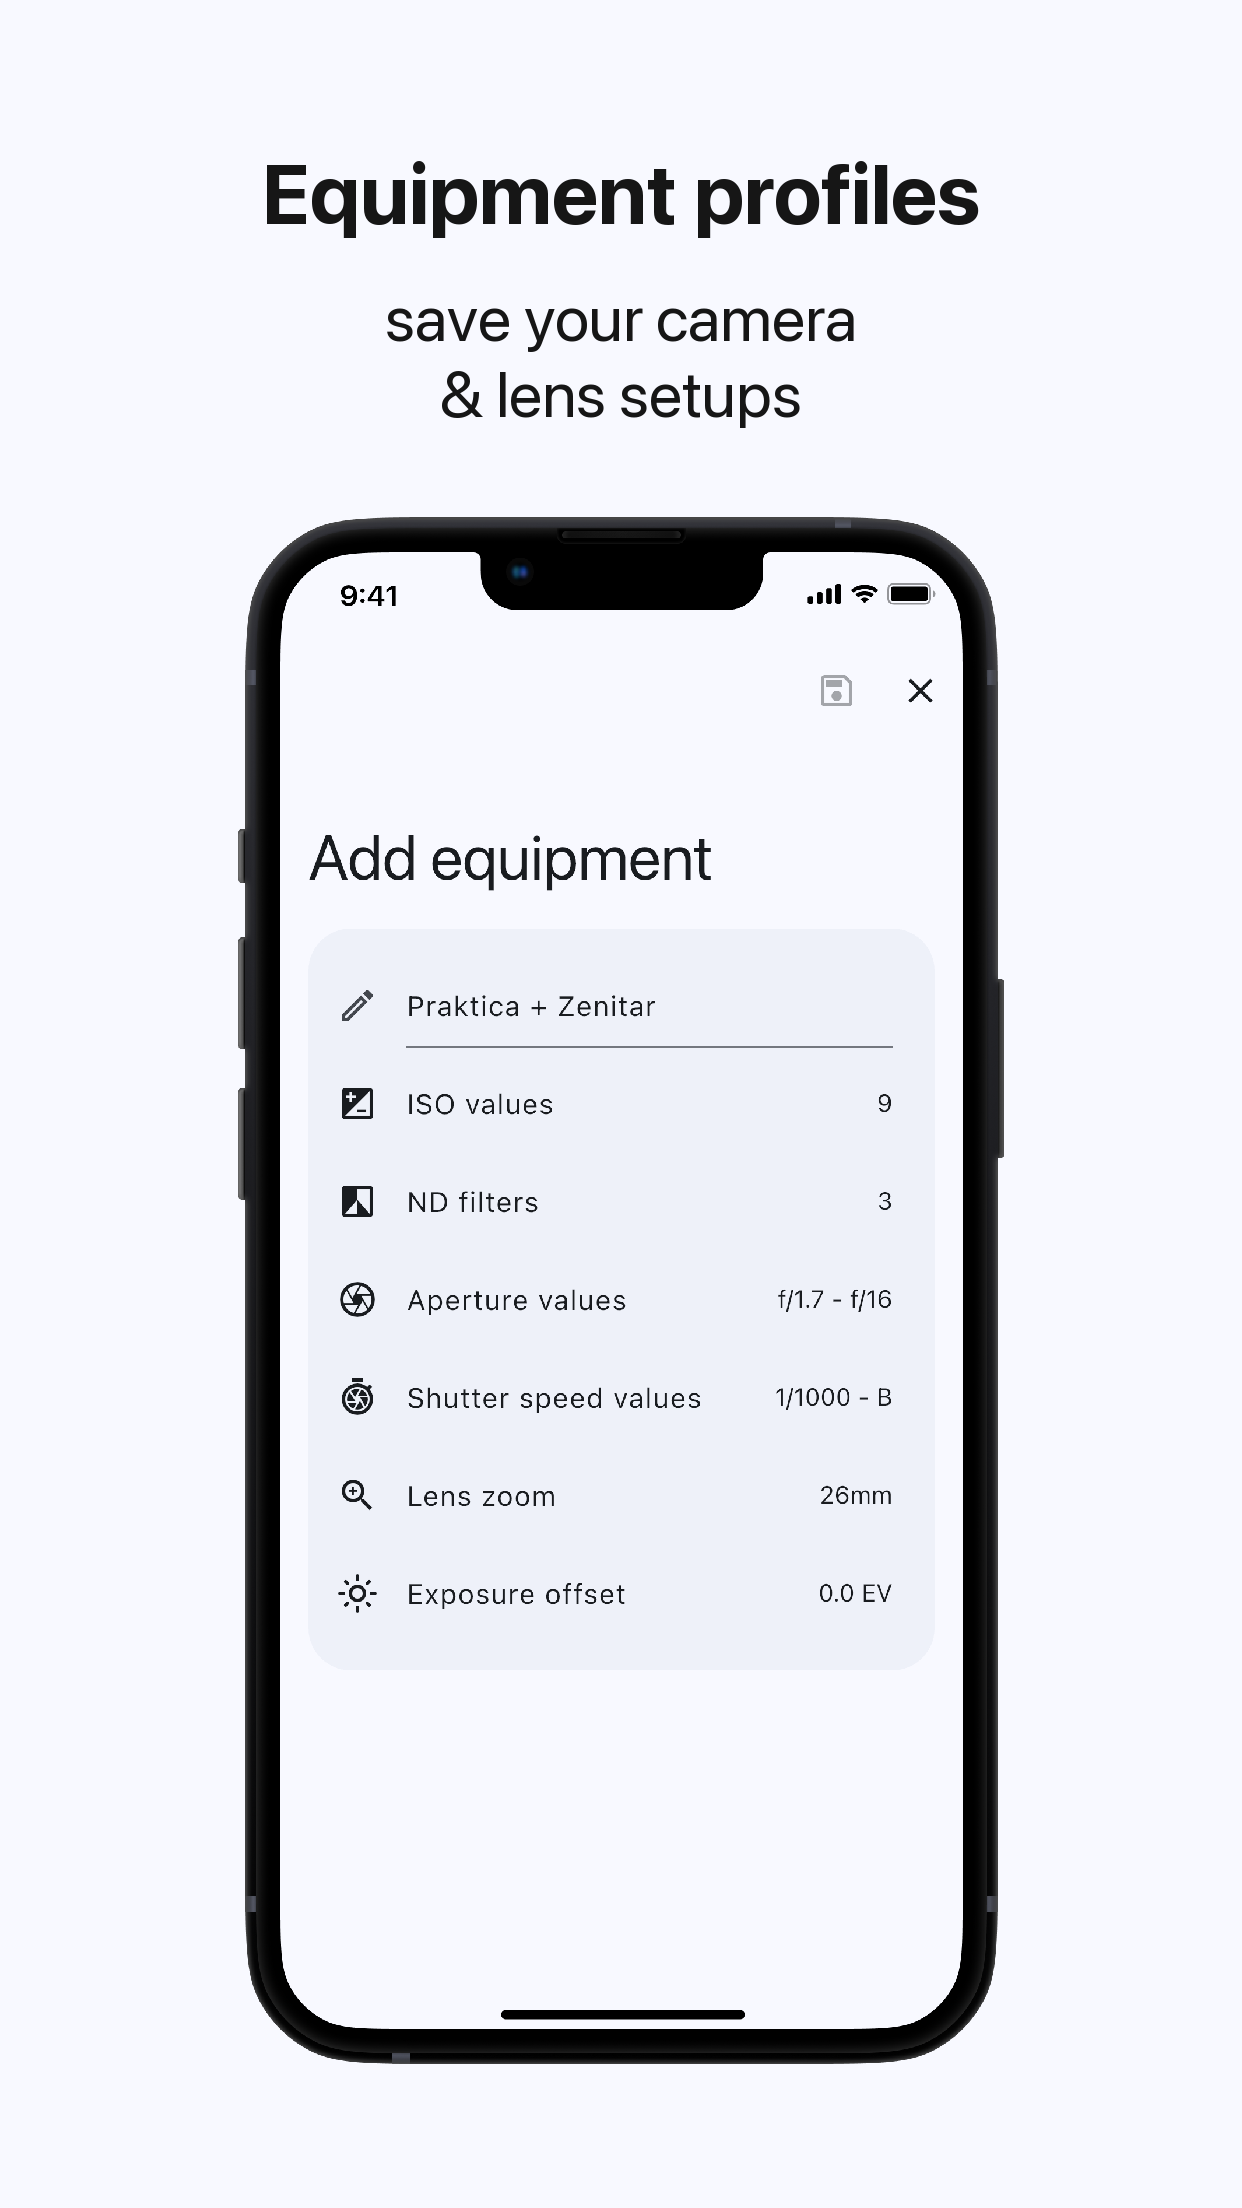 Equipment profiles
save your camera
& lens setups
9:41
Add equipment
Praktica + Zenitar
ISO values 9
ND filters 3
Aperture values f/1.7 - f/16
Shutter speed values 1/1000 - B
Lens zoom 26mm
Exposure offset 0.0 EV